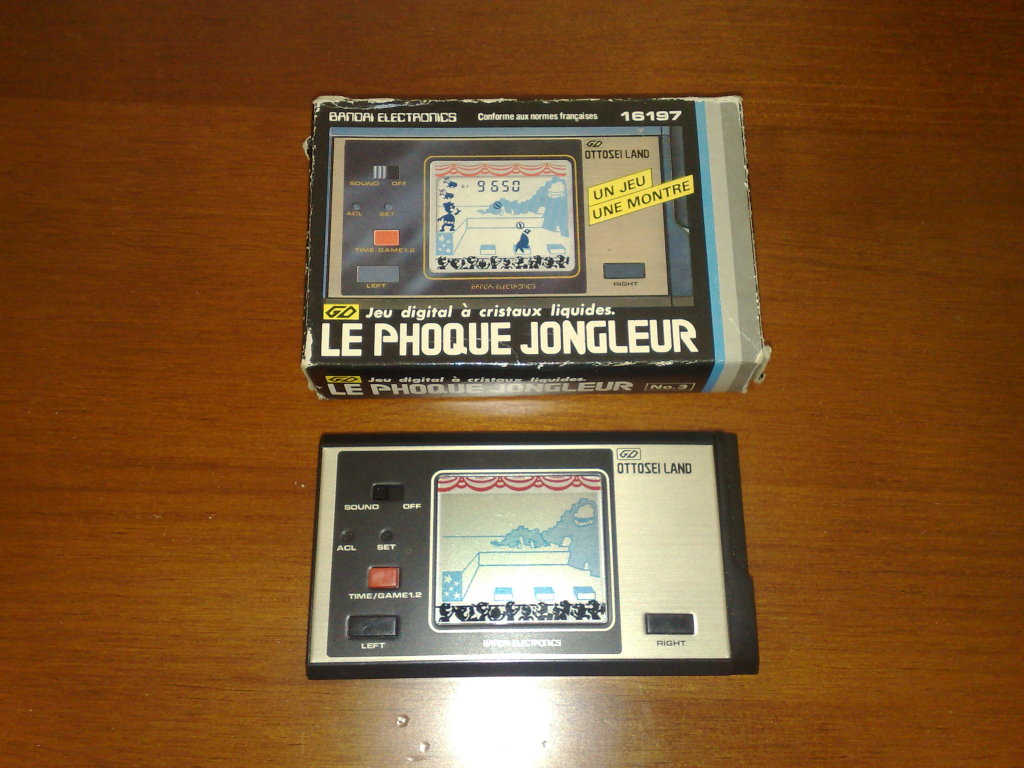 BANDAI ELECTRONICS Conforme aux normes françaises 16197
GD
OTTOSEI LAND
9650
SOUND OFF
UN JEU
UNE MONTRE
ACL SET
TIME GAME1.2
LEFT
RIGHT
BANDAI ELECTRONICS
GD Jeu digital à cristaux liquides.
LE PHOQUE JONGLEUR
GD Jeu digital à cristaux liquides.
LE PHOQUE JONGLEUR No.3
GD
OTTOSEI LAND
SOUND OFF
ACL SET
TIME/GAME1.2
LEFT
RIGHT
BANDAI ELECTRONICS